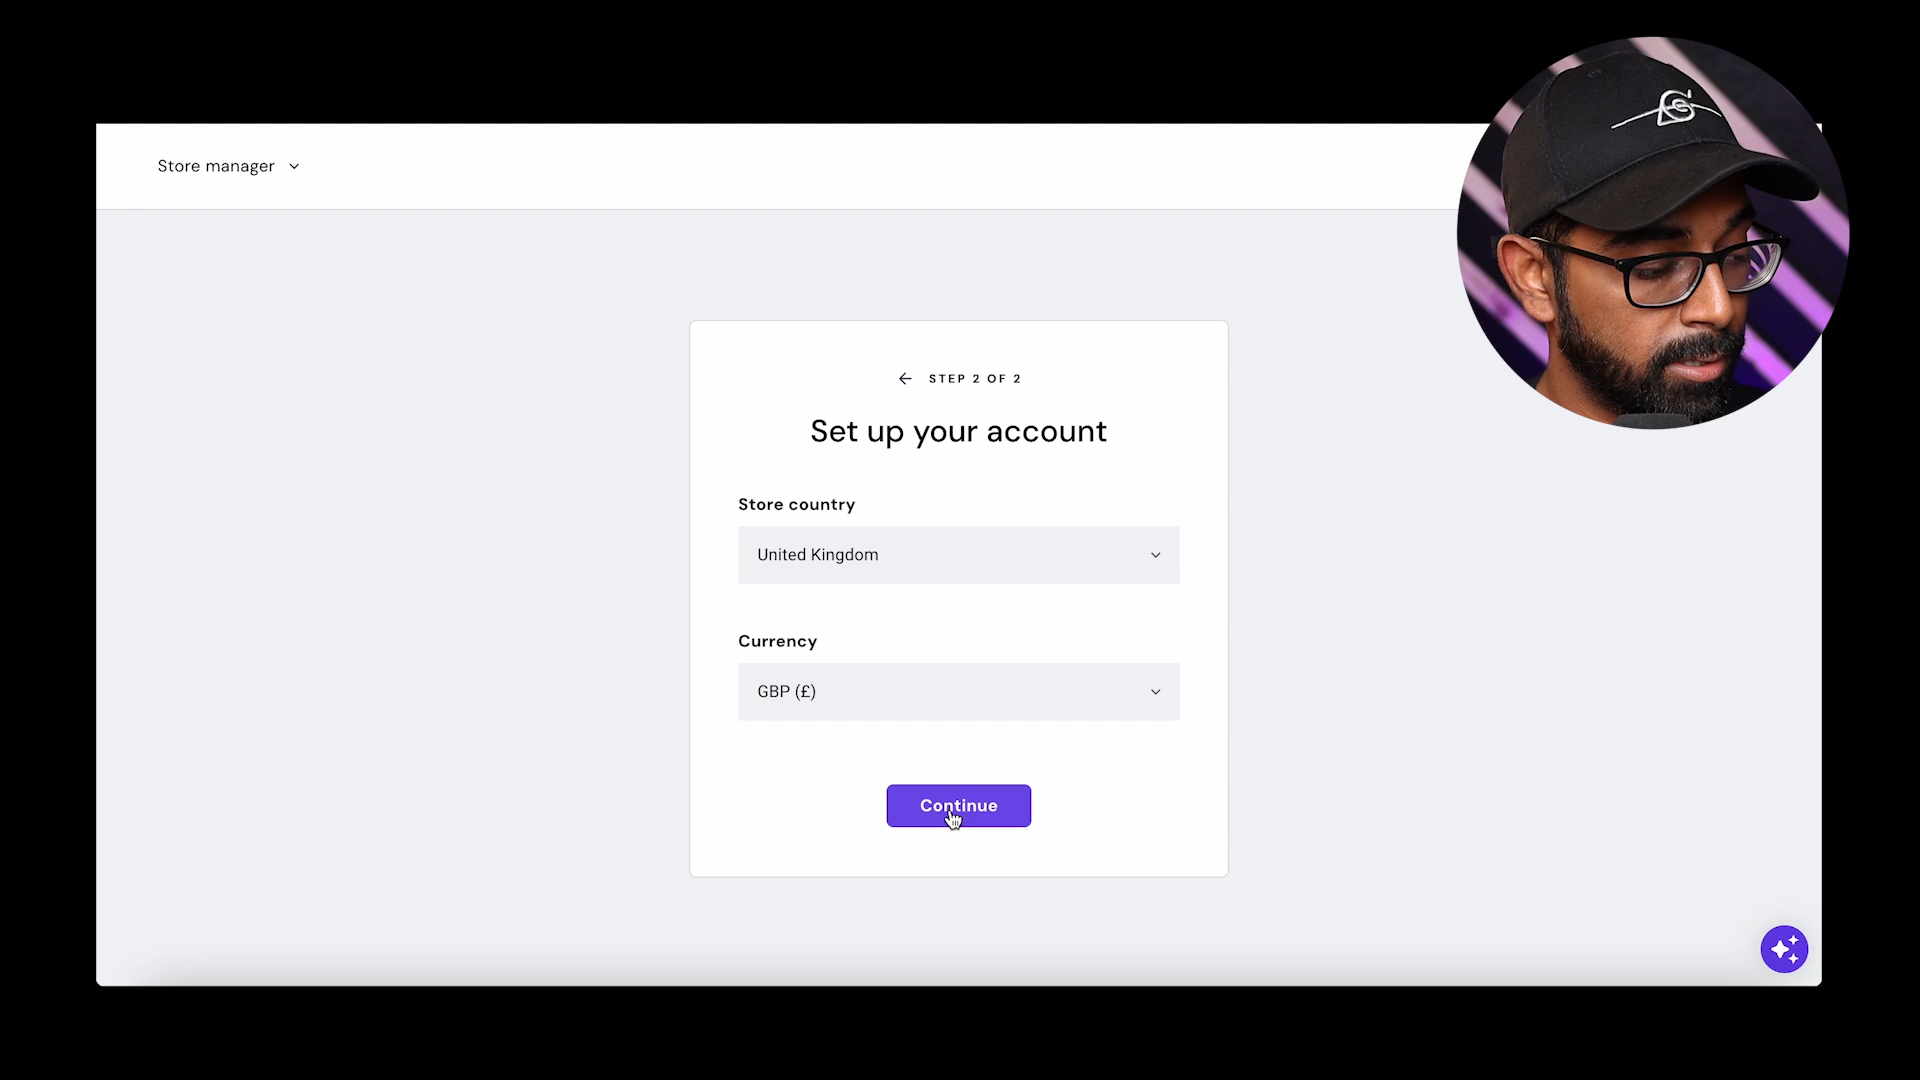 Store manager
STEP 2 OF 2
Set up your account
Store country
United Kingdom
Currency
GBP (£)
Continue